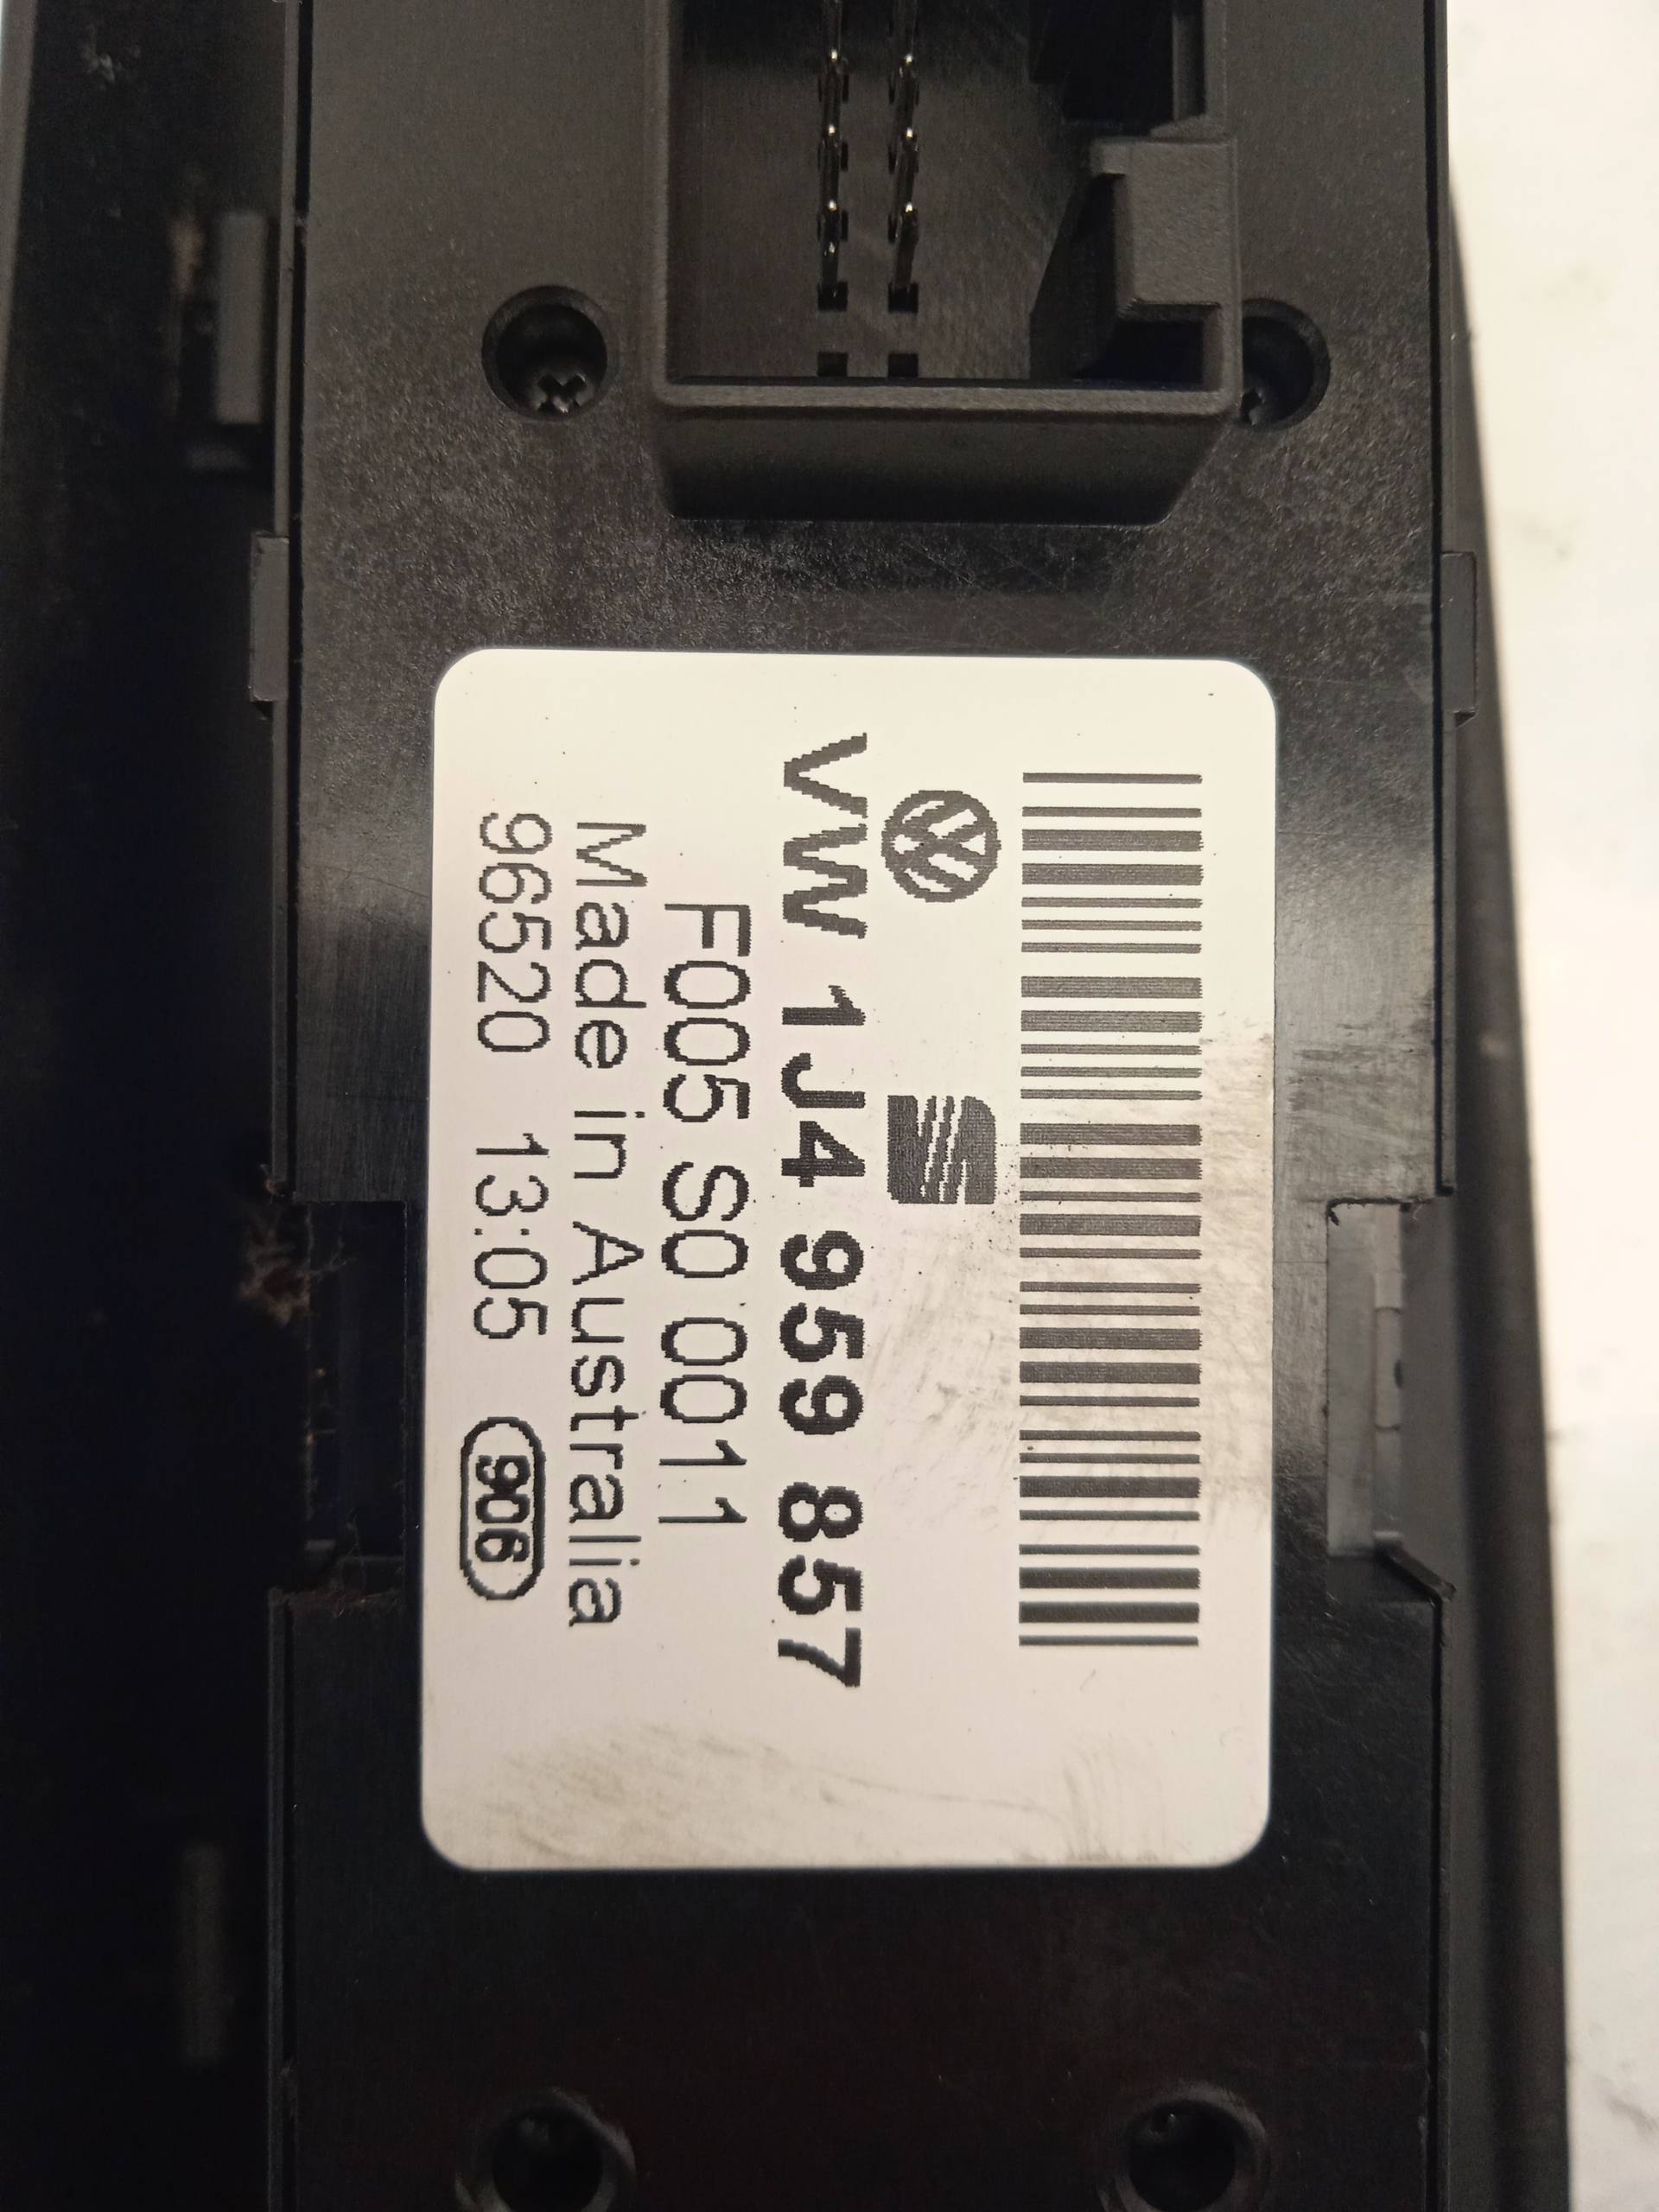 VW 1J4 959 857
F005 S0 0011
Made in Australia
96520 13:05 906